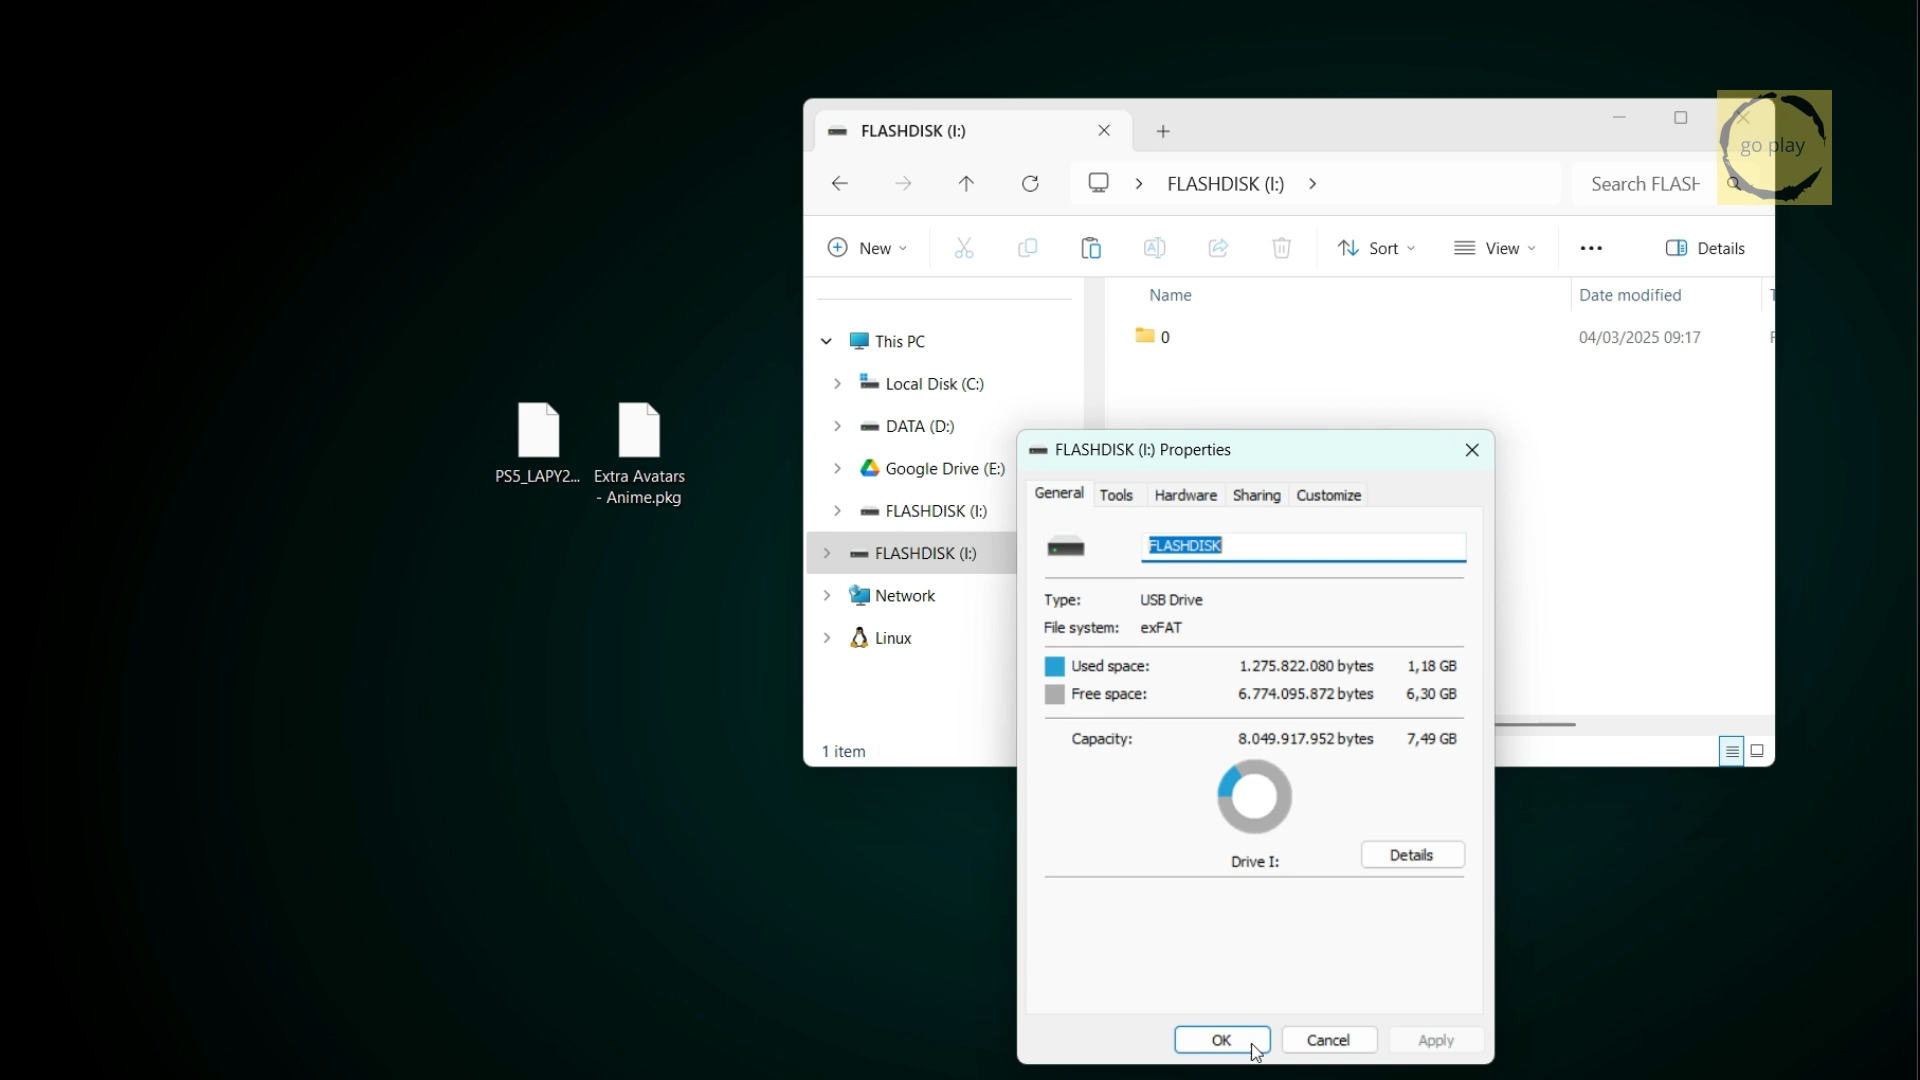 FLASHDISK (I:)
go play
FLASHDISK (I:)
Search FLASH
New
Sort
View
Details
Name
Date modified
0
04/03/2025 09:17
This PC
Local Disk (C:)
DATA (D:)
Google Drive (E:)
FLASHDISK (I:)
FLASHDISK (I:)
Network
Linux
1 item
PS5_LAPY2...
Extra Avatars
- Anime.pkg
FLASHDISK (I:) Properties
General Tools Hardware Sharing Customize
FLASHDISK
Type: USB Drive
File system: exFAT
Used space: 1.275.822.080 bytes 1,18 GB
Free space: 6.774.095.872 bytes 6,30 GB
Capacity: 8.049.917.952 bytes 7,49 GB
Drive I:
Details
OK Cancel Apply